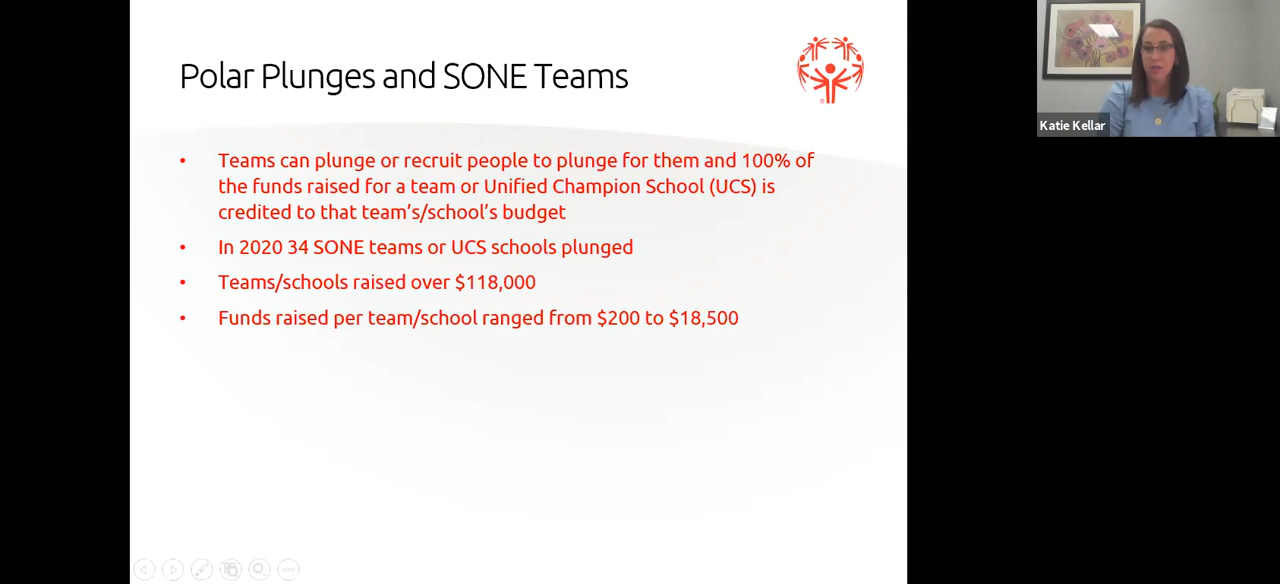 Polar Plunges and SONE Teams
• Teams can plunge or recruit people to plunge for them and 100% of
the funds raised for a team or Unified Champion School (UCS) is
credited to that team’s/school’s budget
• In 2020 34 SONE teams or UCS schools plunged
• Teams/schools raised over $118,000
• Funds raised per team/school ranged from $200 to $18,500
Katie Kellar